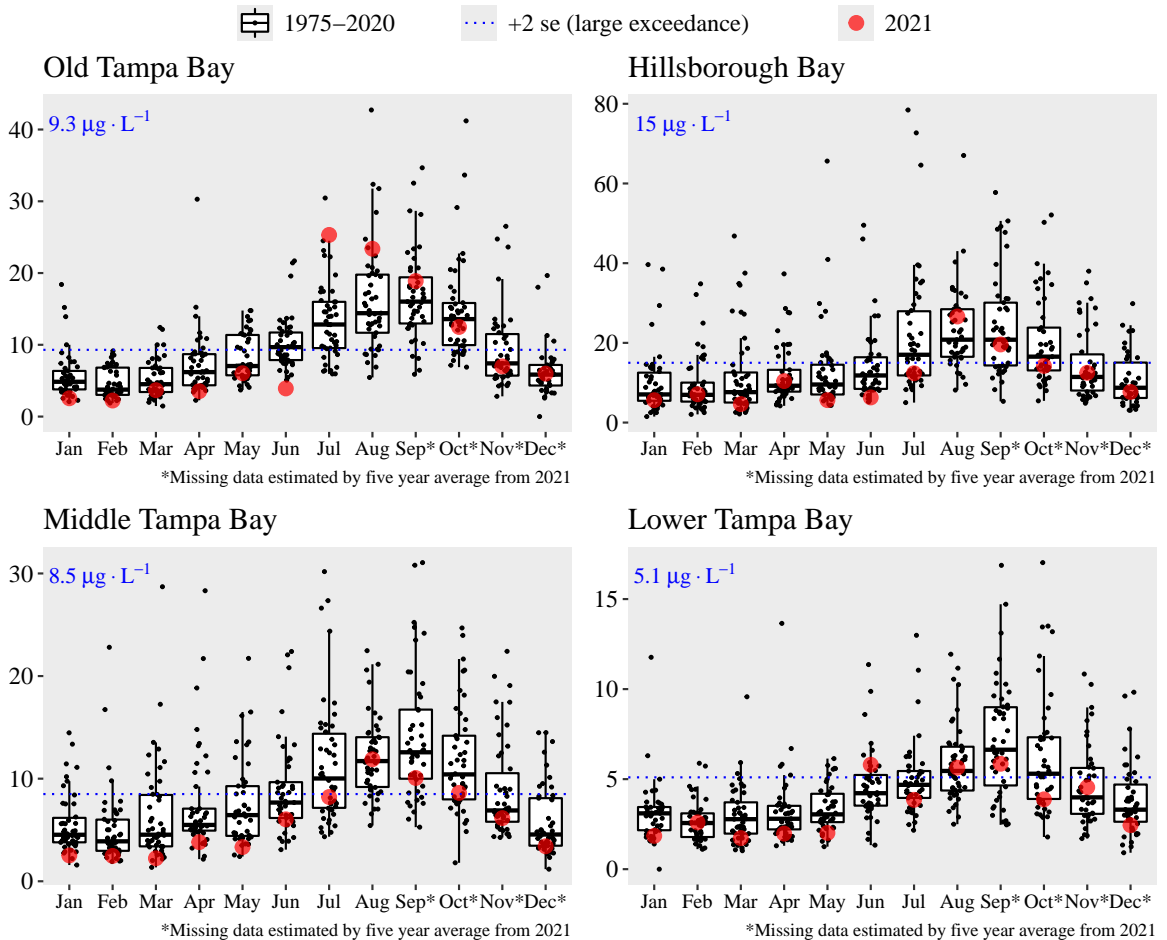 1975–2020 +2 se (large exceedance) 2021
Old Tampa Bay
9.3 μg · L⁻¹
40
30
20
10
0
Jan Feb Mar Apr May Jun Jul Aug Sep* Oct* Nov* Dec*
*Missing data estimated by five year average from 2021
Hillsborough Bay
15 μg · L⁻¹
80
60
40
20
0
Jan Feb Mar Apr May Jun Jul Aug Sep* Oct* Nov* Dec*
*Missing data estimated by five year average from 2021
Middle Tampa Bay
8.5 μg · L⁻¹
30
20
10
0
Jan Feb Mar Apr May Jun Jul Aug Sep* Oct* Nov* Dec*
*Missing data estimated by five year average from 2021
Lower Tampa Bay
5.1 μg · L⁻¹
15
10
5
0
Jan Feb Mar Apr May Jun Jul Aug Sep* Oct* Nov* Dec*
*Missing data estimated by five year average from 2021